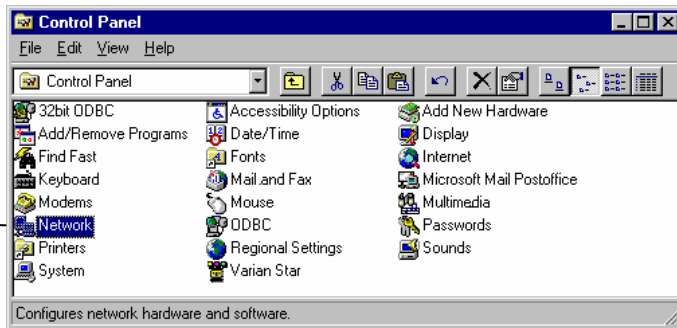 Control Panel
File Edit View Help
Control Panel
32bit ODBC Accessibility Options Add New Hardware
Add/Remove Programs Date/Time Display
Find Fast Fonts Internet
Keyboard Mail and Fax Microsoft Mail Postoffice
Modems Mouse Multimedia
Network ODBC Passwords
Printers Regional Settings Sounds
System Varian Star
Configures network hardware and software.